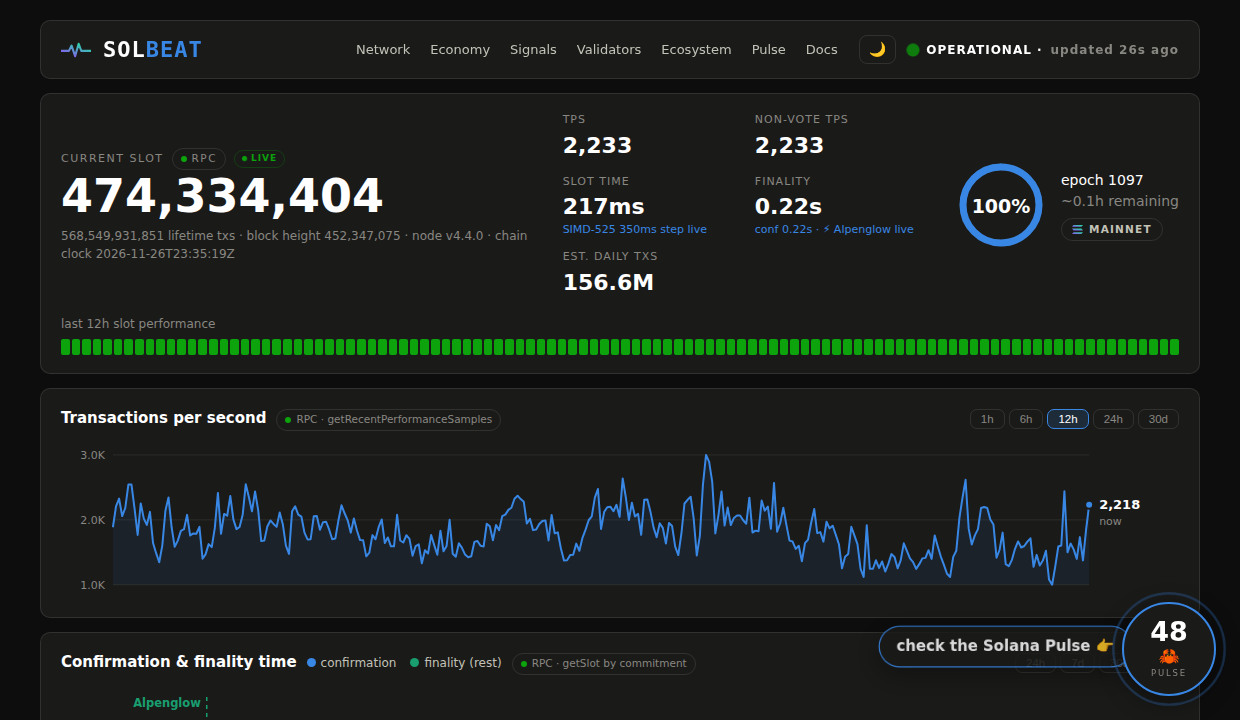 SOLBEAT
Network Economy Signals Validators Ecosystem Pulse Docs
OPERATIONAL · updated 26s ago
CURRENT SLOT
RPC
LIVE
474,334,404
568,549,931,851 lifetime txs · block height 452,347,075 · node v4.4.0 · chain
clock 2026-11-26T23:35:19Z
TPS
2,233
NON-VOTE TPS
2,233
SLOT TIME
217ms
SIMD-525 350ms step live
FINALITY
0.22s
conf 0.22s · ⚡ Alpenglow live
EST. DAILY TXS
156.6M
100%
epoch 1097
~0.1h remaining
MAINNET
last 12h slot performance
Transactions per second
RPC · getRecentPerformanceSamples
1h 6h 12h 24h 30d
3.0K
2.0K
1.0K
2,218
now
Confirmation & finality time
confirmation
finality (rest)
RPC · getSlot by commitment
24h 7d
Alpenglow
check the Solana Pulse 👉
48
🦀
PULSE